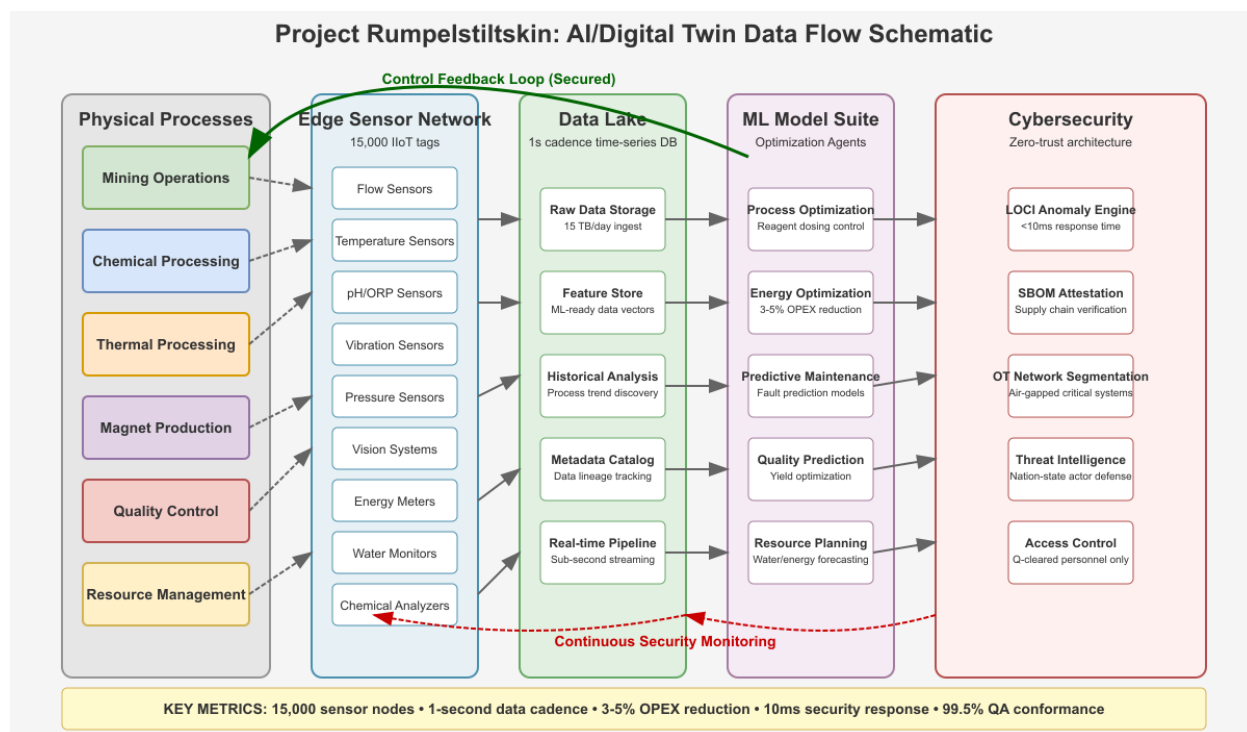 Project Rumpelstiltskin: AI/Digital Twin Data Flow Schematic
Control Feedback Loop (Secured)
Physical Processes
Mining Operations
Chemical Processing
Thermal Processing
Magnet Production
Quality Control
Resource Management
Edge Sensor Network
15,000 IIoT tags
Flow Sensors
Temperature Sensors
pH/ORP Sensors
Vibration Sensors
Pressure Sensors
Vision Systems
Energy Meters
Water Monitors
Chemical Analyzers
Data Lake
1s cadence time-series DB
Raw Data Storage
15 TB/day ingest
Feature Store
ML-ready data vectors
Historical Analysis
Process trend discovery
Metadata Catalog
Data lineage tracking
Real-time Pipeline
Sub-second streaming
ML Model Suite
Optimization Agents
Process Optimization
Reagent dosing control
Energy Optimization
3-5% OPEX reduction
Predictive Maintenance
Fault prediction models
Quality Prediction
Yield optimization
Resource Planning
Water/energy forecasting
Cybersecurity
Zero-trust architecture
LOCI Anomaly Engine
<10ms response time
SBOM Attestation
Supply chain verification
OT Network Segmentation
Air-gapped critical systems
Threat Intelligence
Nation-state actor defense
Access Control
Q-cleared personnel only
Continuous Security Monitoring
KEY METRICS: 15,000 sensor nodes • 1-second data cadence • 3-5% OPEX reduction • 10ms security response • 99.5% QA conformance